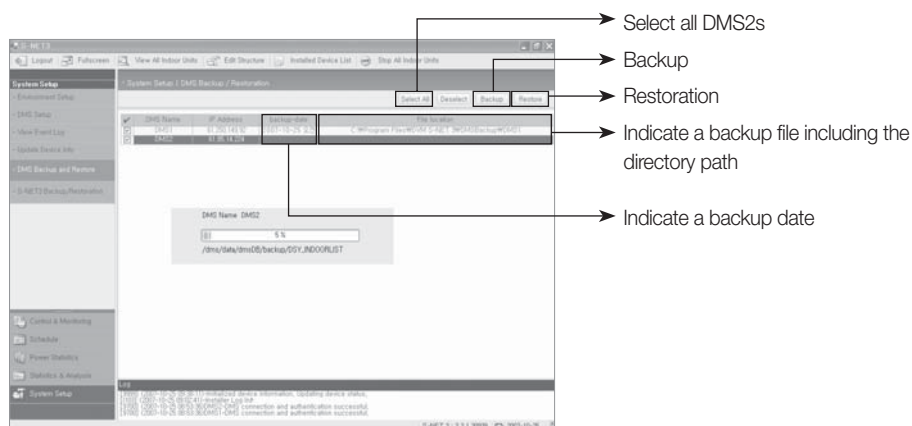 S-NET3
Logout Fullscreen View All Indoor Units Edit Structure Installed Device List Stop All Indoor Units
System Setup
- Environment Setup
- DMS Setup
- View Event Log
- Update Device Info
- DMS Backup and Restore
- S-NET3 Backup/Restoration
System Setup | DMS Backup / Restoration
Select All Deselect Backup Restore
DMS Name IP Address backup-date File location
DMS1
DMS2
DMS Name DMS2
5 %
/dms/data/dmsDB/backup/DSY_INDOORLIST
Control & Monitoring
Schedule
Power Statistics
Statistics & Analysis
System Setup
Log
Select all DMS2s
Backup
Restoration
Indicate a backup file including the
directory path
Indicate a backup date